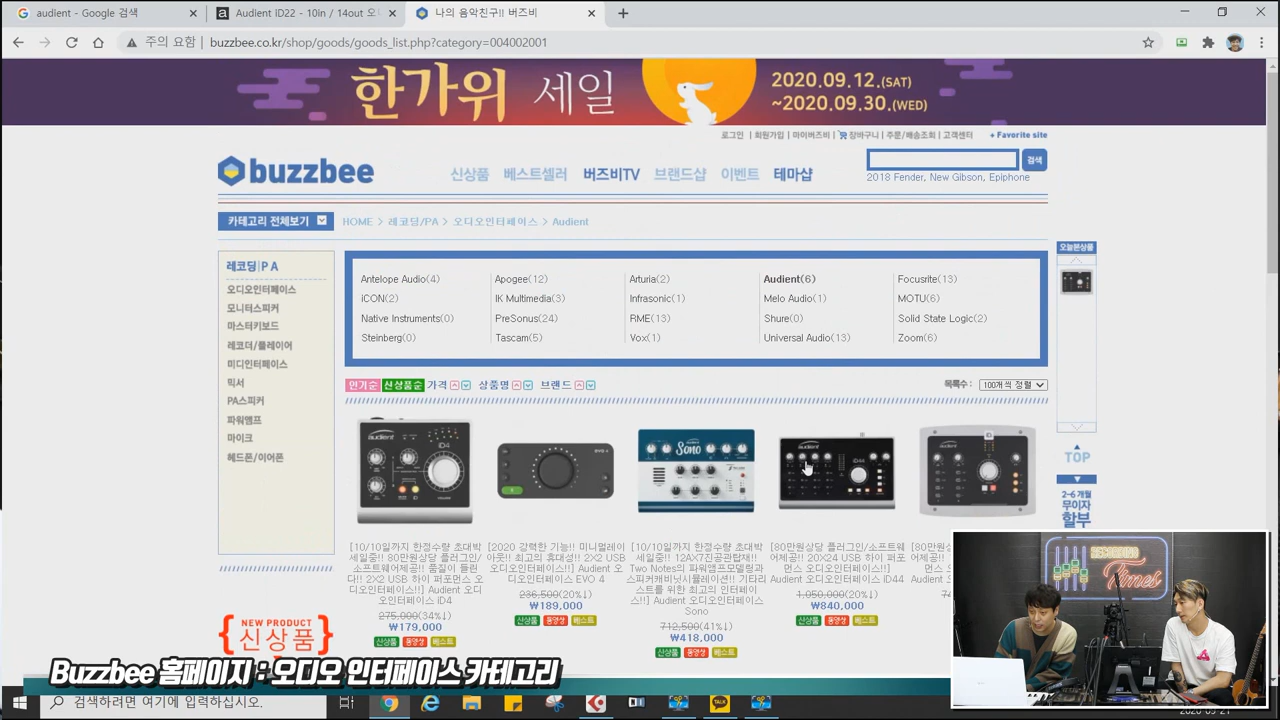 audient - Google 검색
Audient ID22 - 10in / 14out 오
나의 음악친구!! 버즈비
주의 요함
buzzbee.co.kr/shop/goods/goods_list.php?category=004002001
한가위 세일
2020.09.12.(SAT)
~2020.09.30.(WED)
로그인 | 회원가입 | 마이버즈비 | 장바구니 | 주문/배송조회 | 고객센터
+ Favorite site
buzzbee
신상품 베스트셀러 버즈비TV 브랜드샵 이벤트 테마샵
검색
2018 Fender, New Gibson, Epiphone
카테고리 전체보기
HOME > 레코딩/PA > 오디오인터페이스 > Audient
오늘본상품
레코딩|PA
오디오인터페이스
모니터스피커
마스터키보드
레코더/플레이어
미디인터페이스
믹서
PA스피커
파워앰프
마이크
헤드폰/이어폰
Antelope Audio(4) Apogee(12) Arturia(2) Audient(6) Focusrite(13)
iCON(2) IK Multimedia(3) Infrasonic(1) Melo Audio(1) MOTU(6)
Native Instruments(0) PreSonus(24) RME(13) Shure(0) Solid State Logic(2)
Steinberg(0) Tascam(5) Vox(1) Universal Audio(13) Zoom(6)
인기순 신상품순 가격 상품명 브랜드
목록수 : 100개씩 정렬
audient iD4
EVO 4
Sono
audient iD44
TOP
2~6 개월
무이자
할부
[10/10일까지 한정수량 초대박
세일중!! 80만원상당 플러그인/
소프트웨어제공!! 품질이 틀린
다!! 2X2 USB 하이 퍼포먼스 오
디오인터페이스!!] Audient 오디
오인터페이스 iD4
275,000(34%↓)
₩179,000
신상품 동영상 베스트
[2020 강력한 기능!! 미니멀레이
아웃!! 최고의 휴대성!! 2X2 USB
오디오인터페이스!!] Audient 오
디오인터페이스 EVO 4
236,500(20%↓)
₩189,000
신상품 동영상 베스트
[10/10일까지 한정수량 초대박
세일중!! 12AX7진공관탑재!!
Two Notes의 파워앰프모델링과
스피커캐비닛시뮬레이션!! 기타리
스트를 위한 최고의 인터페이
스!!] Audient 오디오인터페이스
Sono
712,500(41%↓)
₩418,000
신상품 동영상 베스트
[80만원상당 플러그인/소프트웨
어제공!! 20X24 하이 퍼포먼
스 오디오인터페이스!!]
Audient 오디오인터페이스 iD44
1,050,000(20%↓)
₩840,000
신상품 동영상 베스트
NEW PRODUCT
신상품
RECORDING
Times
Buzzbee 홈페이지 : 오디오 인터페이스 카테고리
검색하려면 여기에 입력하십시오.
TALK
2020-09-21